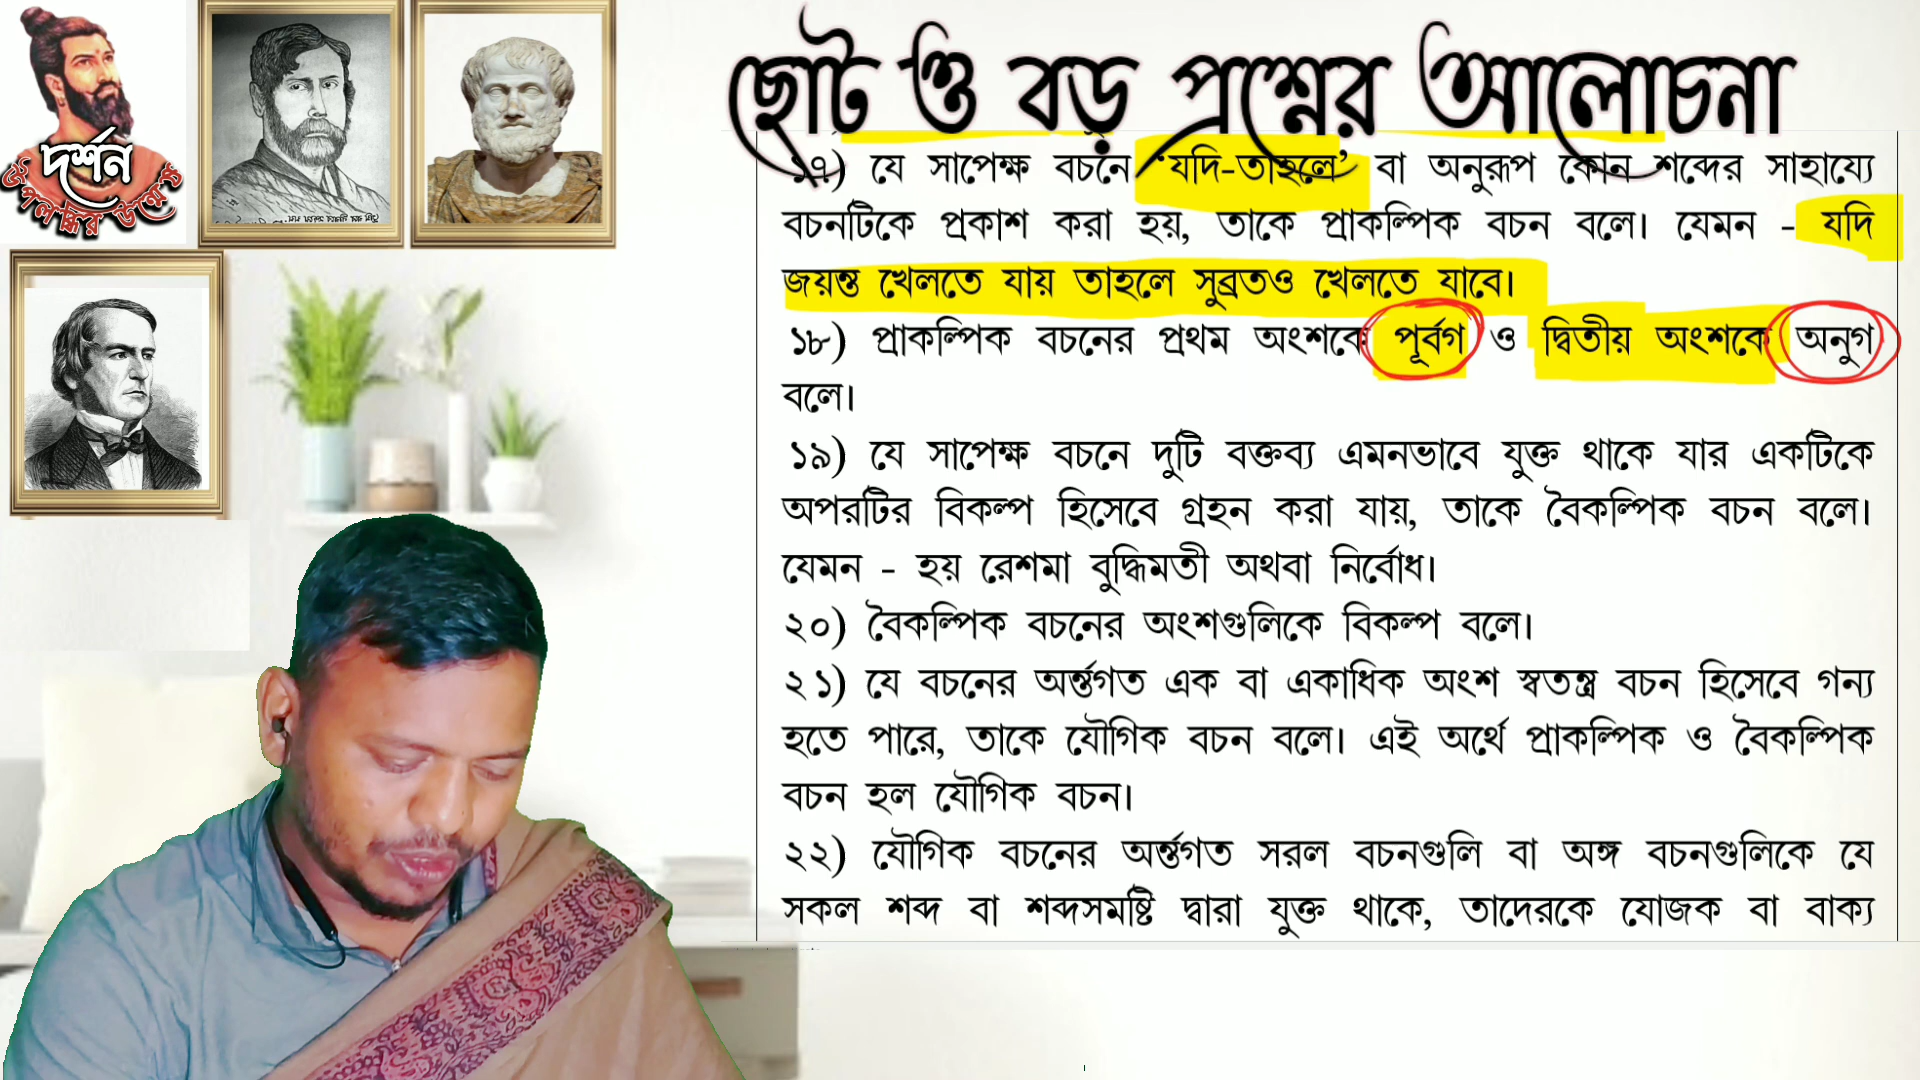 ছোট ও বড় প্রশ্নের আলোচনা
দর্শন
উপলব্ধির উন্মেষ
১৭) যে সাপেক্ষ বচনে ‘যদি-তাহলে’ বা অনুরূপ কোন শব্দের সাহায্যে
বচনটিকে প্রকাশ করা হয়, তাকে প্রাকল্পিক বচন বলে। যেমন - যদি
জয়ন্ত খেলতে যায় তাহলে সুব্রতও খেলতে যাবে।
১৮) প্রাকল্পিক বচনের প্রথম অংশকে পূর্বগ ও দ্বিতীয় অংশকে অনুগ
বলে।
১৯) যে সাপেক্ষ বচনে দুটি বক্তব্য এমনভাবে যুক্ত থাকে যার একটিকে
অপরটির বিকল্প হিসেবে গ্রহন করা যায়, তাকে বৈকল্পিক বচন বলে।
যেমন - হয় রেশমা বুদ্ধিমতী অথবা নির্বোধ।
২০) বৈকল্পিক বচনের অংশগুলিকে বিকল্প বলে।
২১) যে বচনের অর্ন্তগত এক বা একাধিক অংশ স্বতন্ত্র বচন হিসেবে গন্য
হতে পারে, তাকে যৌগিক বচন বলে। এই অর্থে প্রাকল্পিক ও বৈকল্পিক
বচন হল যৌগিক বচন।
২২) যৌগিক বচনের অর্ন্তগত সরল বচনগুলি বা অঙ্গ বচনগুলিকে যে
সকল শব্দ বা শব্দসমষ্টি দ্বারা যুক্ত থাকে, তাদেরকে যোজক বা বাক্য